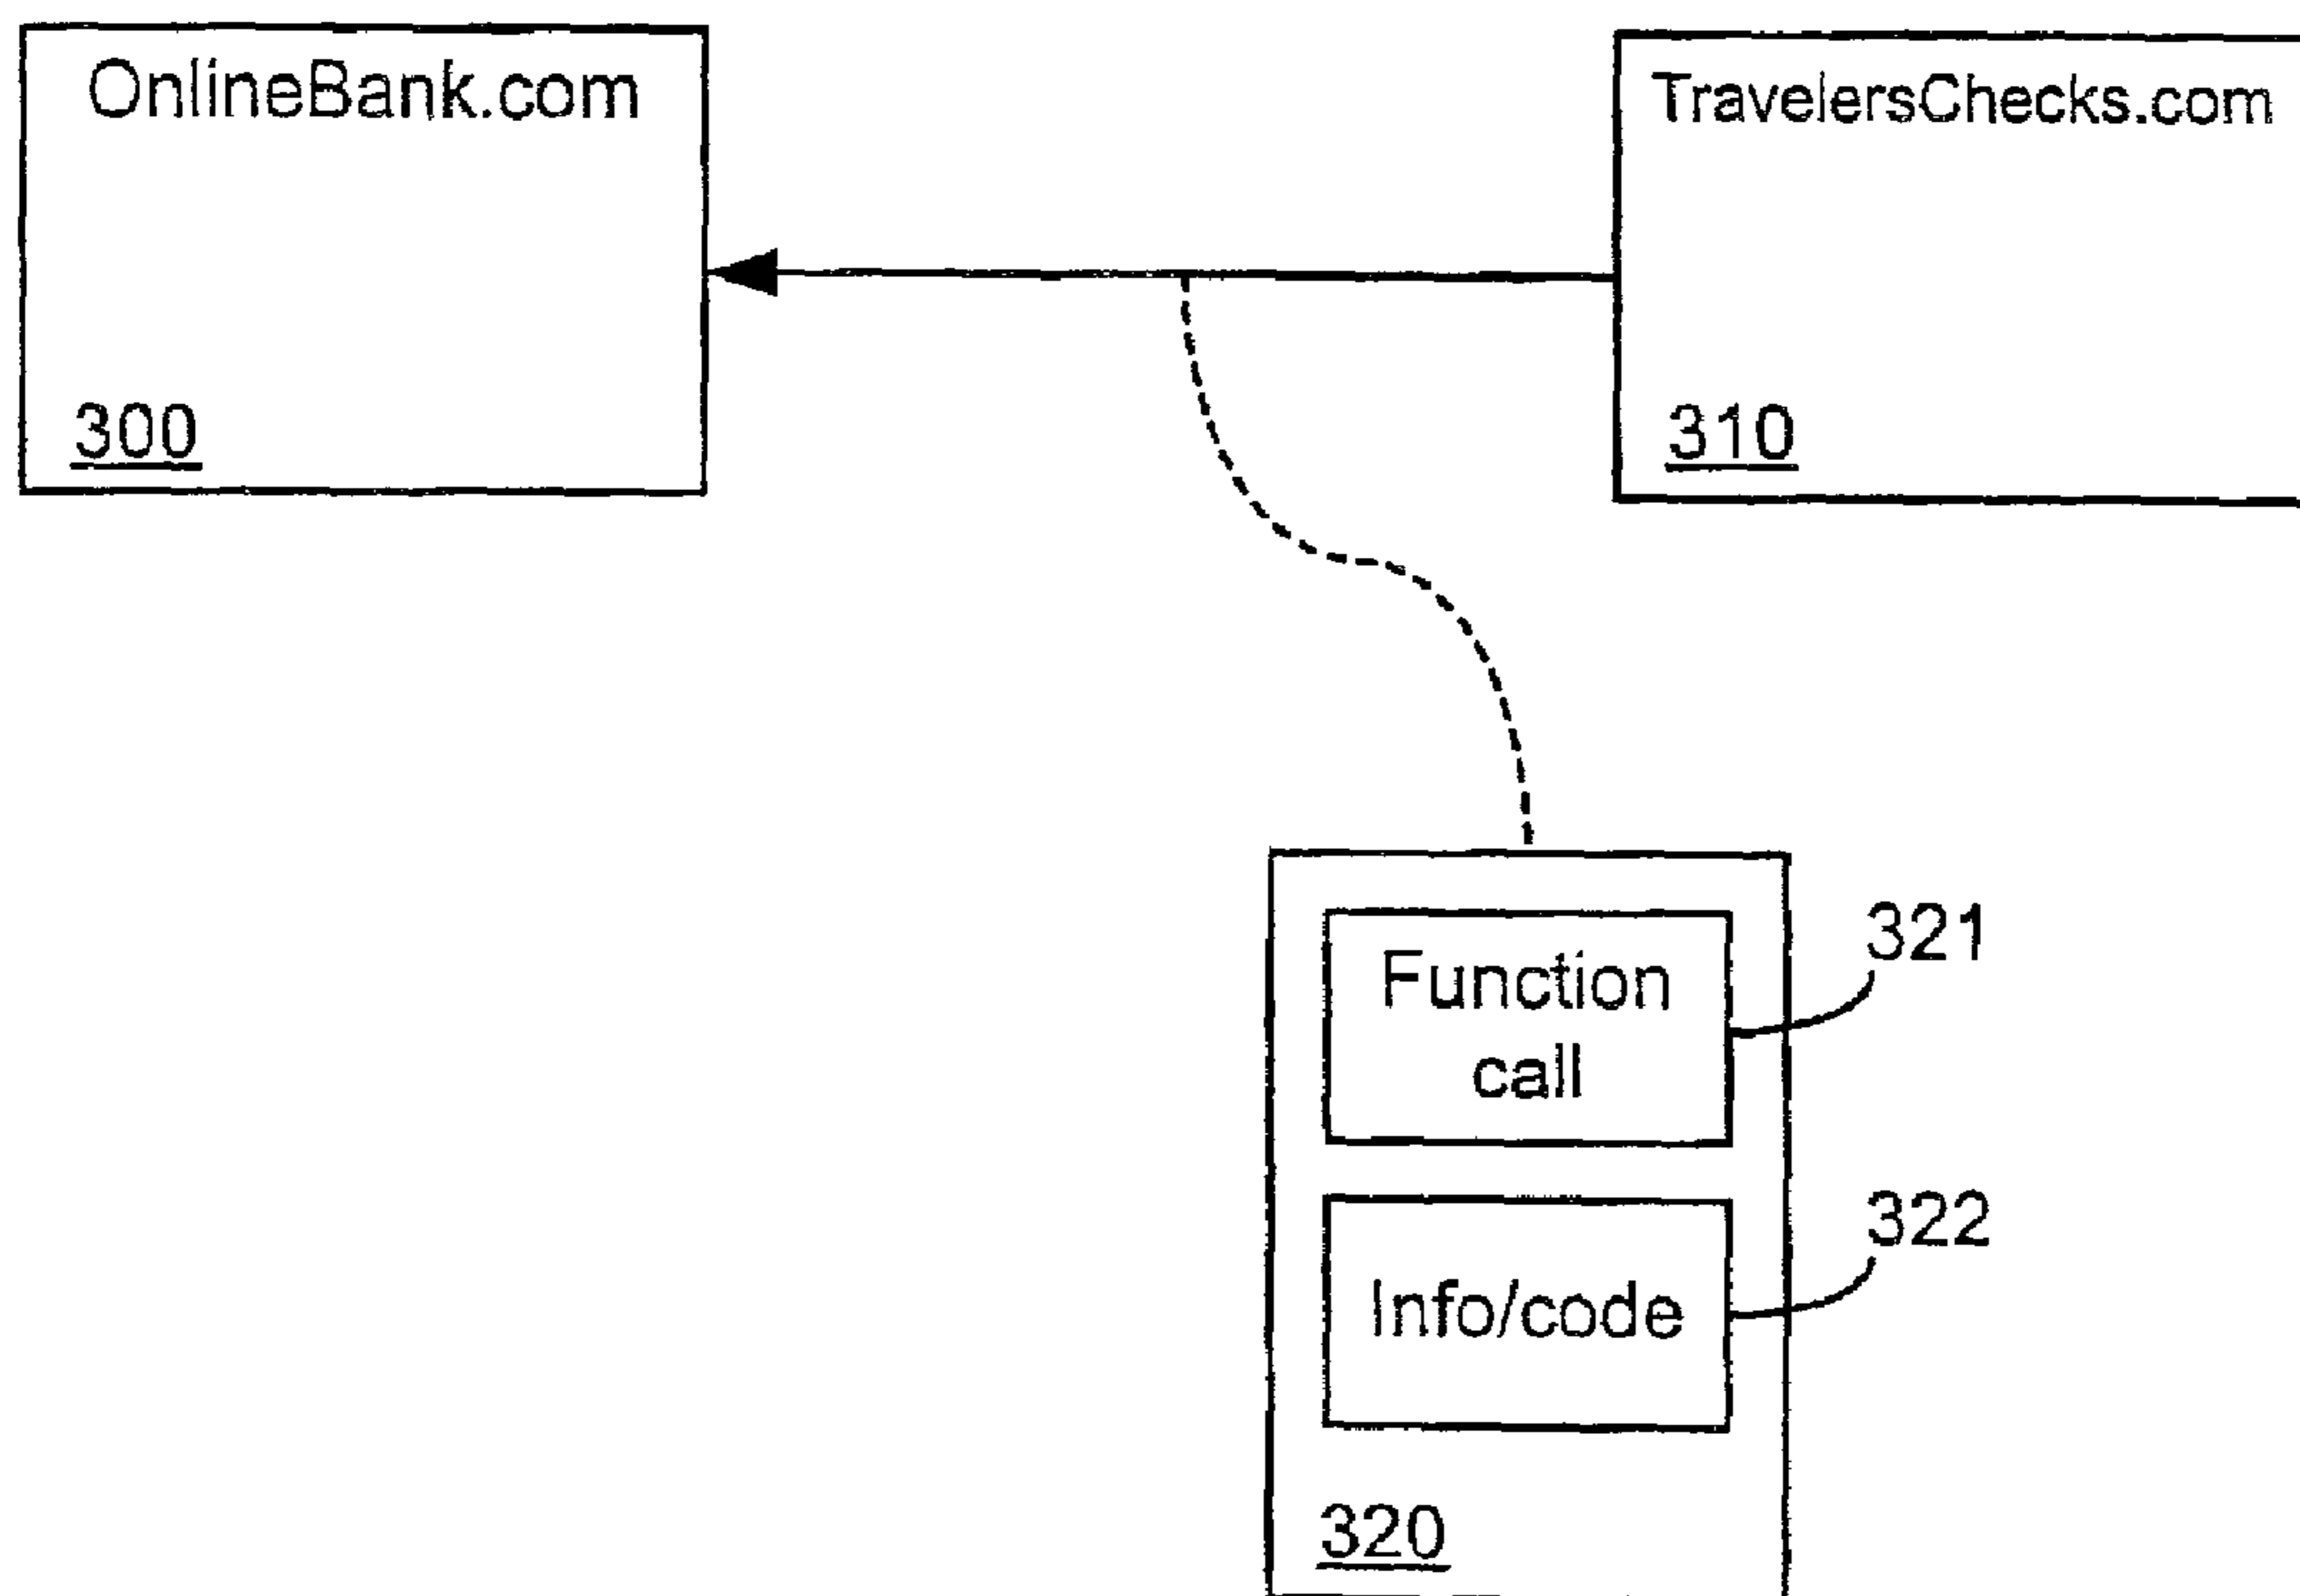 OnlineBank.com
300
TravelersChecks.com
310
Function
call
321
Info/code
322
320